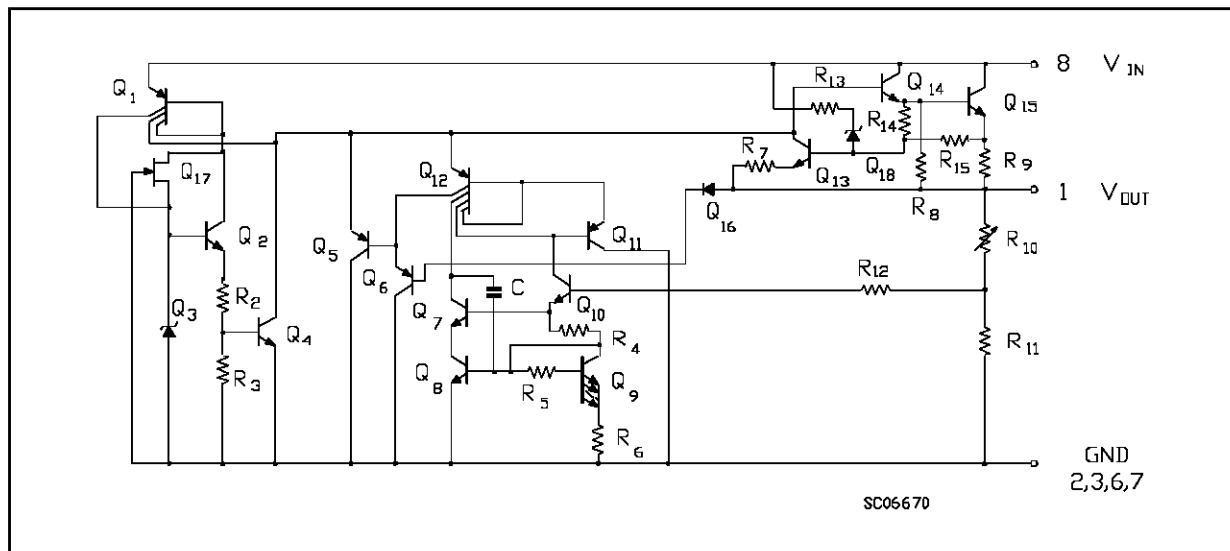 8 V_IN
Q1
R13
Q14
Q15
R14
R7
R15
R9
Q17
Q12
Q13
Q18
1 V_OUT
Q16
R8
Q2
Q5
Q11
R10
Q6
R12
C
R2
Q3
Q7
Q10
Q4
R4
R11
R3
Q8
R5
Q9
R6
GND
2,3,6,7
SC06670